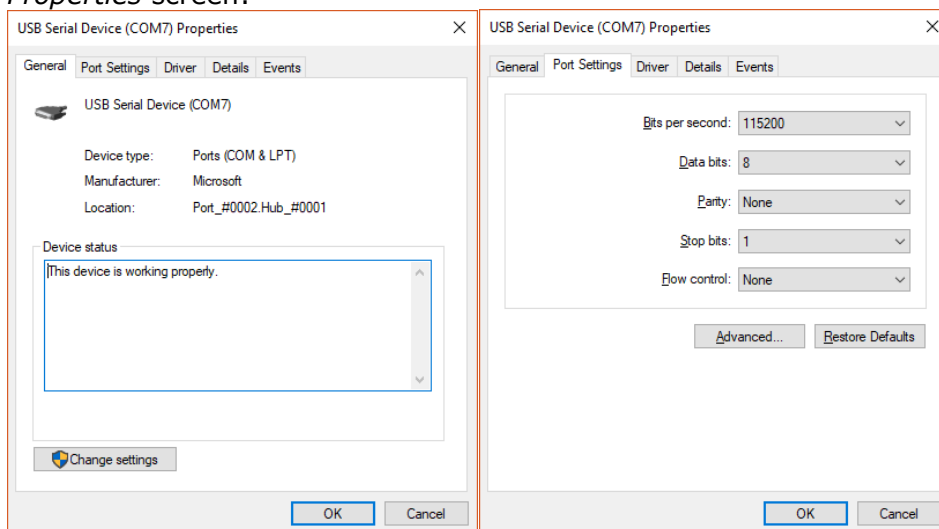 Properties screen:
USB Serial Device (COM7) Properties
General Port Settings Driver Details Events
USB Serial Device (COM7)
Device type: Ports (COM & LPT)
Manufacturer: Microsoft
Location: Port_#0002.Hub_#0001
Device status
This device is working properly.
Change settings
OK Cancel
USB Serial Device (COM7) Properties
General Port Settings Driver Details Events
Bits per second: 115200
Data bits: 8
Parity: None
Stop bits: 1
Flow control: None
Advanced... Restore Defaults
OK Cancel